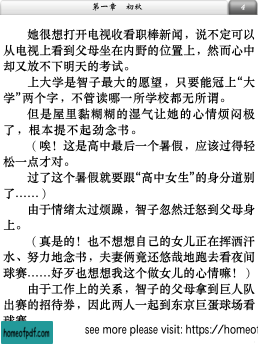 第一章 初秋
4
她很想打开电视收看职棒新闻，说不定可以
从电视上看到父母坐在内野的位置上，然而心中
却又放不下明天的考试。
上大学是智子最大的愿望，只要能冠上“大
学”两个字，不管读哪一所学校都无所谓。
但是屋里黏糊糊的湿气让她的心情烦闷极
了，根本提不起劲念书。
（唉！这是高中最后一个暑假，应该过得轻
松一点才对。
过了这个暑假就要跟“高中女生”的身分道别
了……）
由于情绪太过烦躁，智子忽然迁怒到父母身
上。
（真是的！也不想想自己的女儿正在挥洒汗
水、努力地念书，夫妻俩竟还悠哉地跑去看夜间
球赛……好歹也想想我这个做女儿的心情嘛！）
由于工作上的关系，智子的父母拿到巨人队
出赛的招待券，因此两人一起到东京巨蛋球场看
球赛
homeofpdf.com
see more please visit: https://homeof